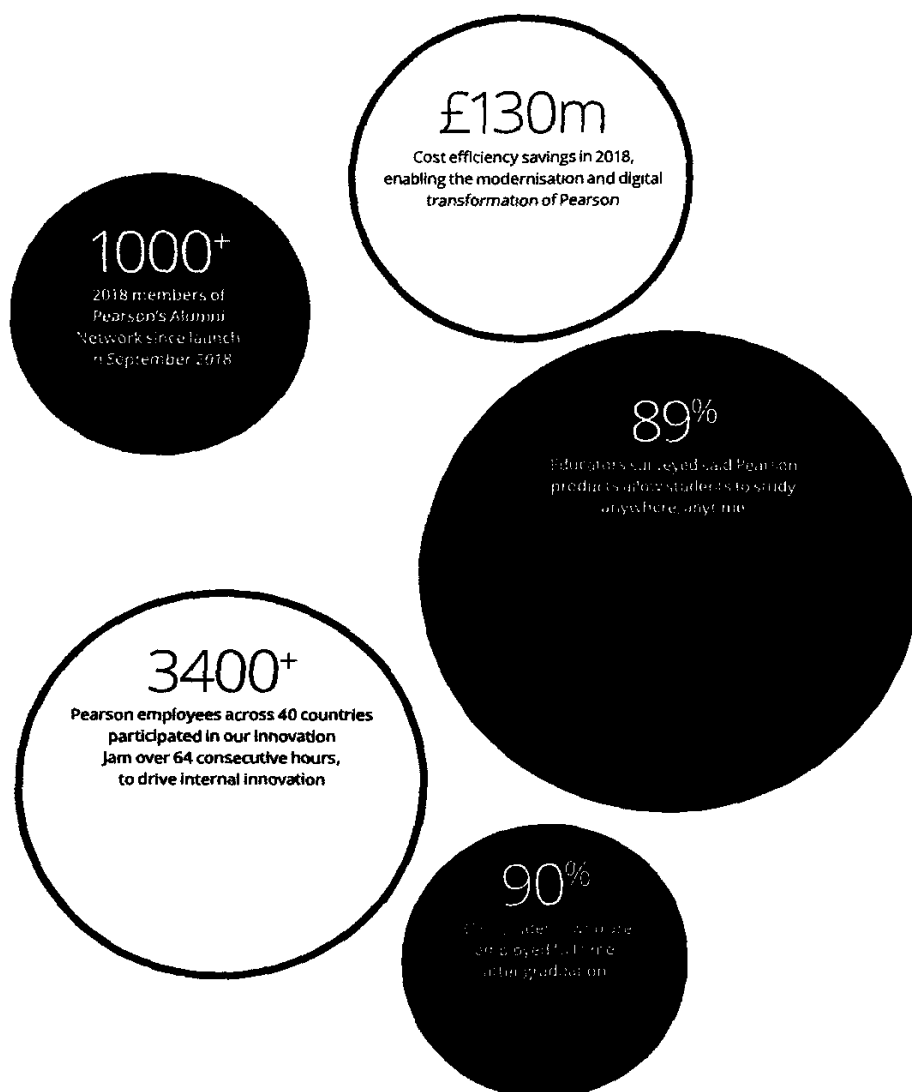 £130m
Cost efficiency savings in 2018,
enabling the modernisation and digital
transformation of Pearson
1000+
2018 members of
Pearson's Alumni
Network since launch
September 2018
89%
Educators surveyed said Pearson
products allow students to study
anywhere, anytime
3400+
Pearson employees across 40 countries
participated in our Innovation
Jam over 64 consecutive hours,
to drive internal innovation
90%
employed full time
after graduation